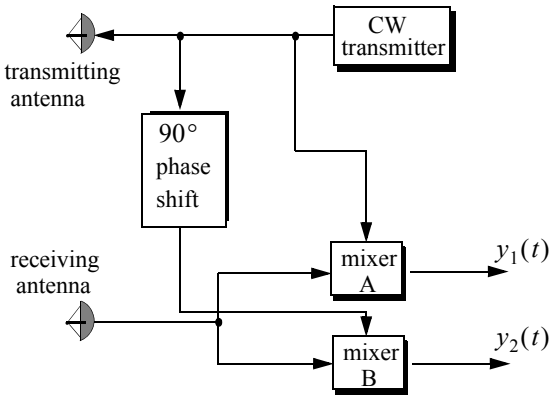 CW
transmitter
transmitting
antenna
90°
phase
shift
receiving
antenna
mixer
A
y₁(t)
mixer
B
y₂(t)